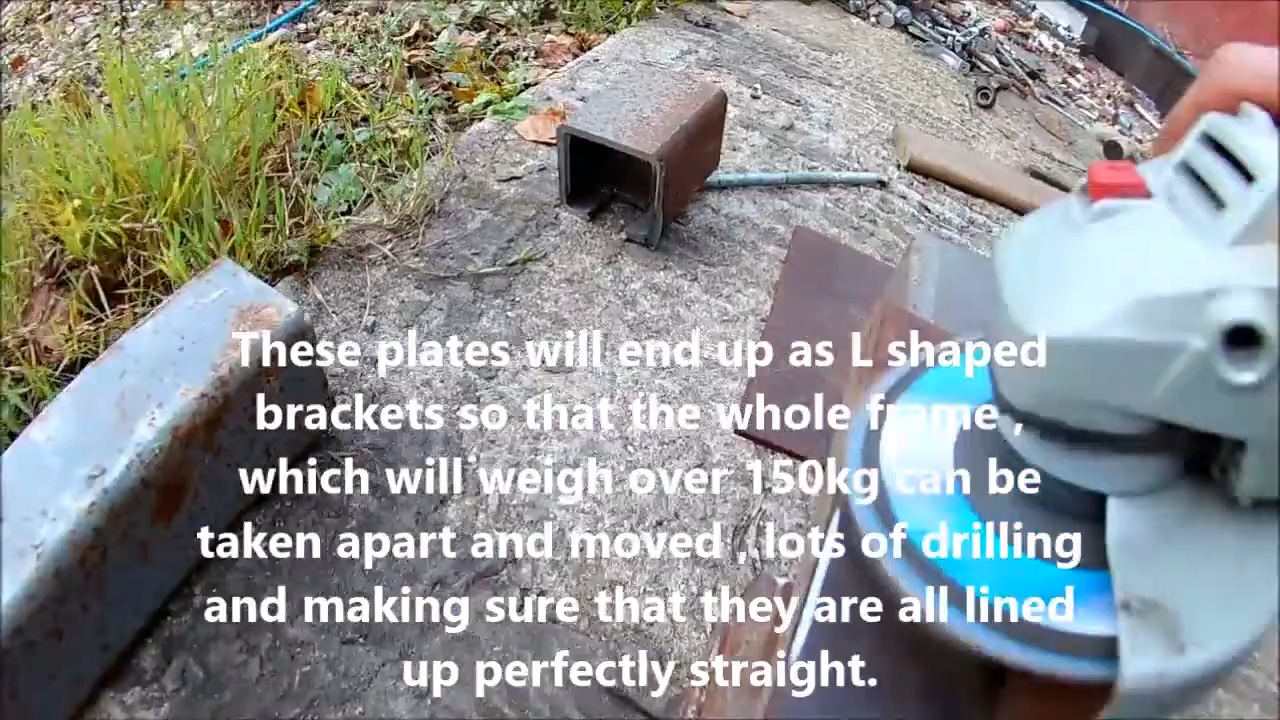 These plates will end up as L shaped
brackets so that the whole frame ,
which will weigh over 150kg can be
taken apart and moved , lots of drilling
and making sure that they are all lined
up perfectly straight.